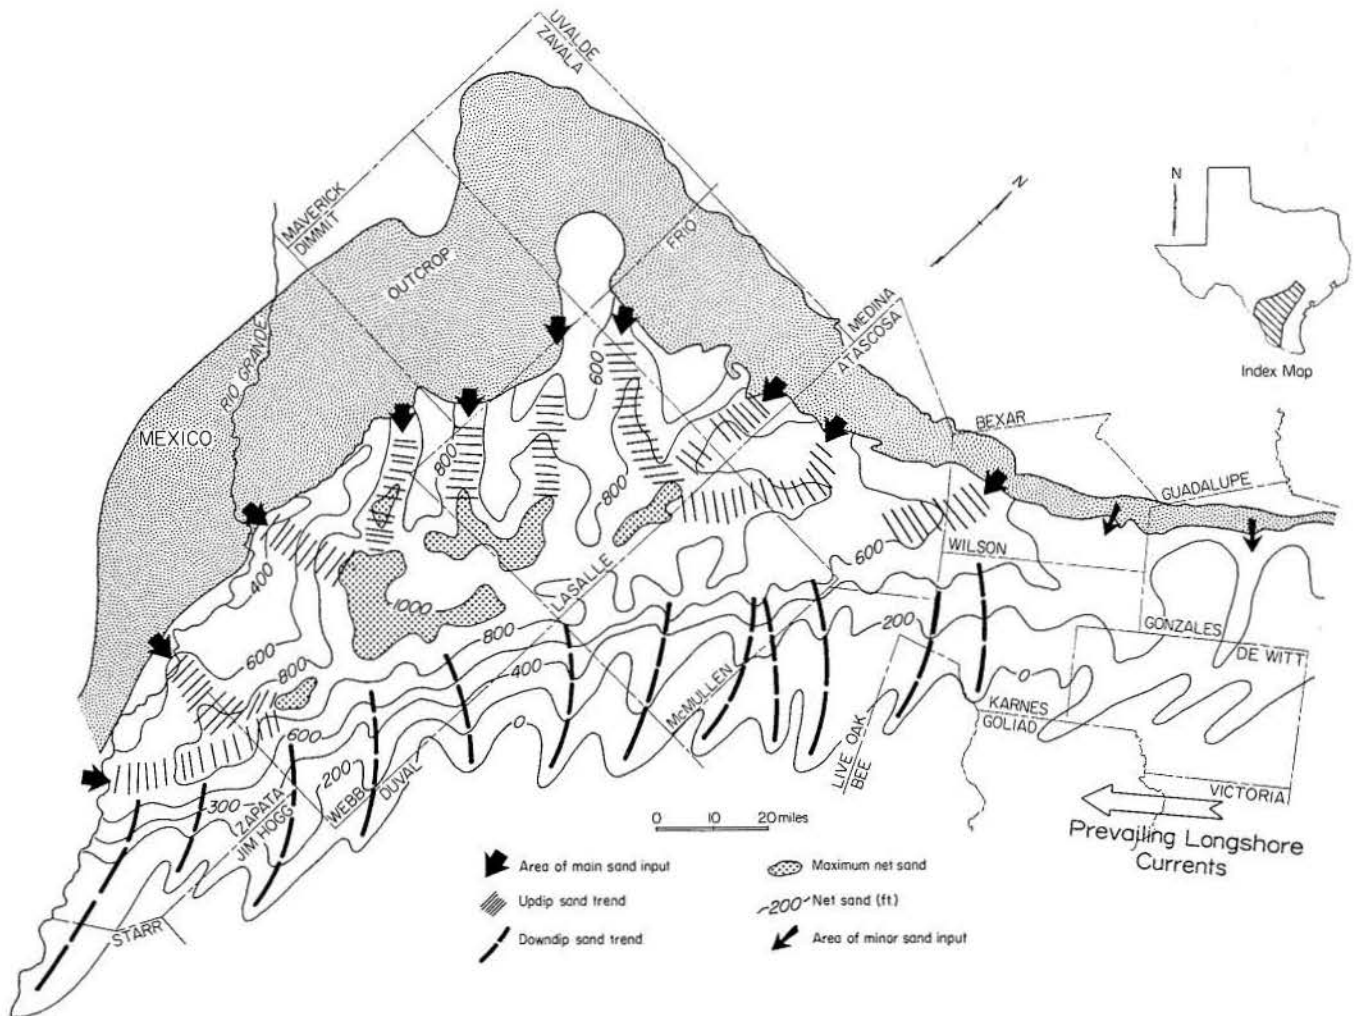 UVALDE
ZAVALA
MAVERICK
DIMMIT
OUTCROP
FRIO
N
N
Index Map
MEDINA
ATASCOSA
RIO GRANDE
MEXICO
BEXAR
GUADALUPE
600
800
800
400
1000
LASALLE
600
WILSON
600
800
800
400
200
GONZALES
DE WITT
0
McMULLEN
KARNES
GOLIAD
LIVE OAK
BEE
600
200
0
300
ZAPATA
JIM HOGG
WEBB
DUVAL
VICTORIA
STARR
0 10 20 miles
Prevailing Longshore
Currents
Area of main sand input
Updip sand trend
Downdip sand trend
Maximum net sand
200 Net sand (ft)
Area of minor sand input